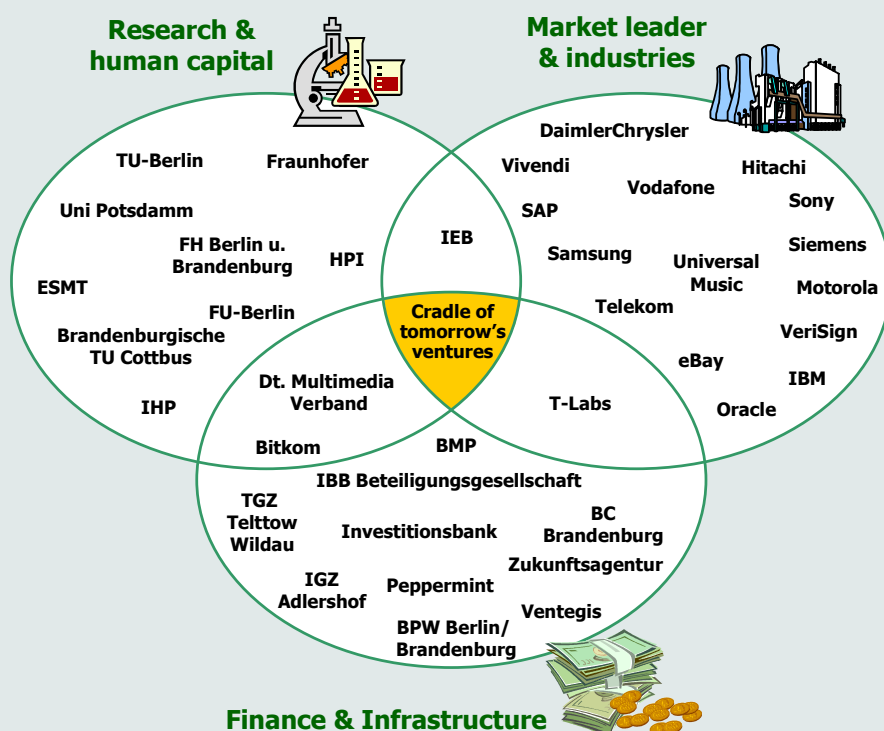 Research &
human capital
Market leader
& industries
DaimlerChrysler
TU-Berlin
Fraunhofer
Vivendi
Hitachi
Vodafone
Sony
Uni Potsdamm
SAP
IEB
FH Berlin u.
Brandenburg
HPI
Samsung
Siemens
Universal
Music
ESMT
Motorola
FU-Berlin
Telekom
Cradle of
tomorrow's
ventures
Brandenburgische
TU Cottbus
VeriSign
eBay
IBM
Dt. Multimedia
Verband
IHP
T-Labs
Oracle
Bitkom
BMP
IBB Beteiligungsgesellschaft
TGZ
Telttow
Wildau
Investitionsbank
BC
Brandenburg
Zukunftsagentur
IGZ
Adlershof
Peppermint
Ventegis
BPW Berlin/
Brandenburg
Finance & Infrastructure